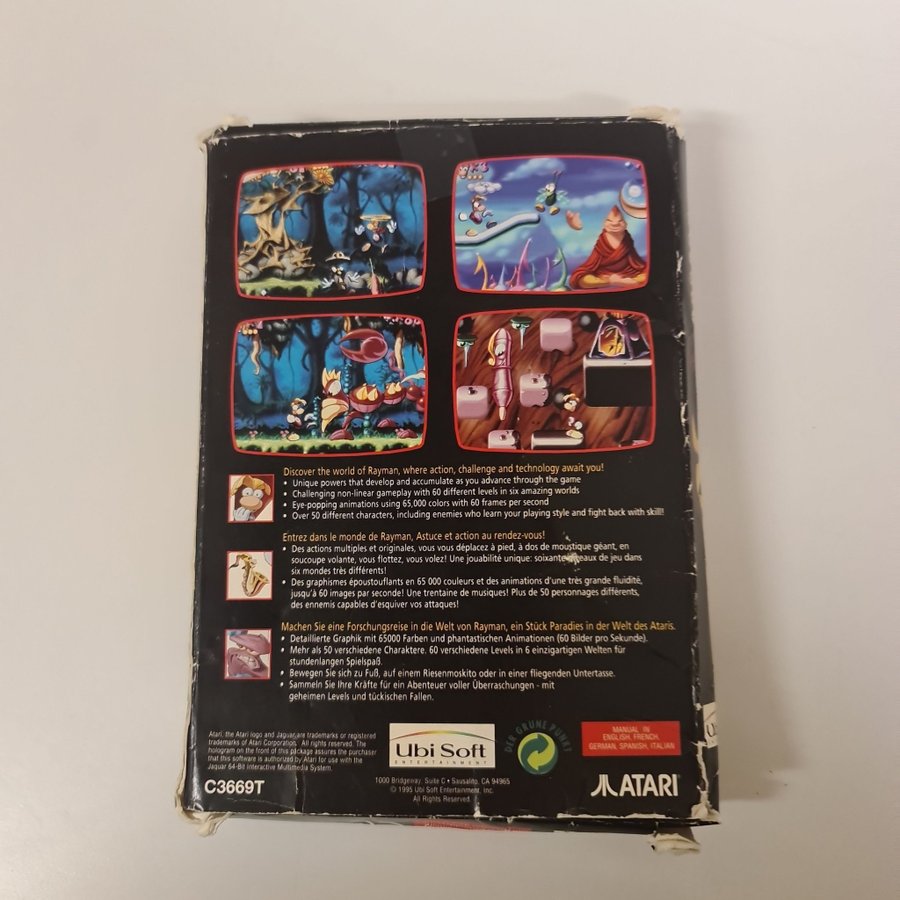 Discover the world of Rayman, where action, challenge and technology await you!
• Unique powers that develop and accumulate as you advance through the game
• Challenging non-linear gameplay with 60 different levels in six amazing worlds
• Eye-popping animations using 65,000 colors with 60 frames per second
• Over 50 different characters, including enemies who learn your playing style and fight back with skill!
Entrez dans le monde de Rayman, Astuce et action au rendez-vous!
• Des actions multiples et originales, vous vous déplacez à pied, à dos de moustique géant, en
soucoupe volante, vous flottez, vous volez! Une jouabilité unique: soixante niveaux de jeu dans
six mondes très différents!
• Des graphismes époustouflants en 65 000 couleurs et des animations d'une très grande fluidité,
jusqu'à 60 images par seconde! Une trentaine de musiques! Plus de 50 personnages différents,
des ennemis capables d'esquiver vos attaques!
Machen Sie eine Forschungsreise in die Welt von Rayman, ein Stück Paradies in der Welt des Ataris.
• Detaillierte Graphik mit 65000 Farben und phantastischen Animationen (60 Bilder pro Sekunde).
• Mehr als 50 verschiedene Charaktere. 60 verschiedene Levels in 6 einzigartigen Welten für
stundenlangen Spielspaß.
• Bewegen Sie sich zu Fuß, auf einem Riesenmoskito oder in einer fliegenden Untertasse.
• Sammeln Sie Ihre Kräfte für ein Abenteuer voller Überraschungen - mit
geheimen Levels und tückischen Fallen.
Atari, the Atari logo and Jaguar are trademarks or registered
trademarks of Atari Corporation. All rights reserved. The
hologram on the front of this package assures the purchaser
that this software is authorized by Atari for use with the
Jaguar 64-Bit Interactive Multimedia System.
C3669T
Ubi Soft
ENTERTAINMENT
1000 Bridgeway, Suite C • Sausalito, CA 94965
© 1995 Ubi Soft Entertainment, Inc.
All Rights Reserved.
DER GRÜNE PUNKT
MANUAL IN
ENGLISH, FRENCH,
GERMAN, SPANISH, ITALIAN
ATARI